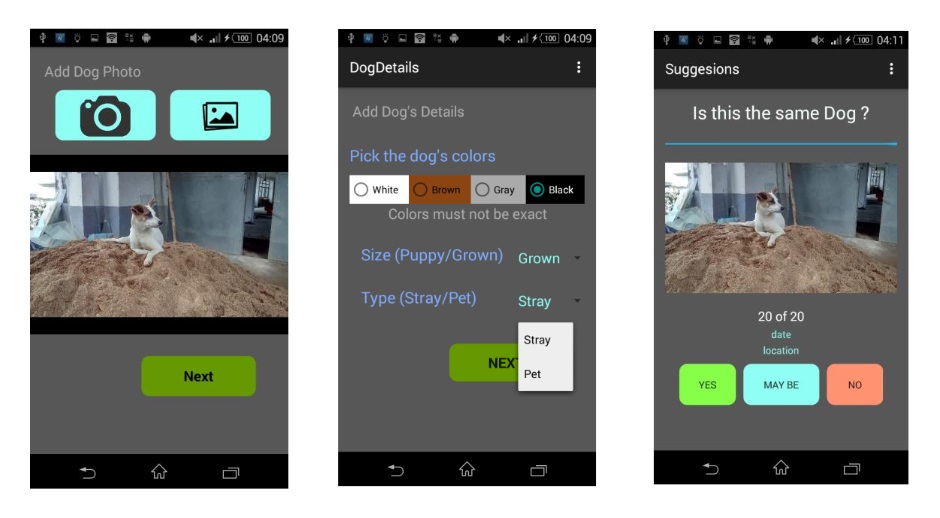 100 04:09
Add Dog Photo
Next
100 04:09
DogDetails
Add Dog's Details
Pick the dog's colors
White Brown Gray Black
Colors must not be exact
Size (Puppy/Grown) Grown
Type (Stray/Pet) Stray
Stray
Pet
NEX
100 04:11
Suggesions
Is this the same Dog ?
20 of 20
date
location
YES MAY BE NO